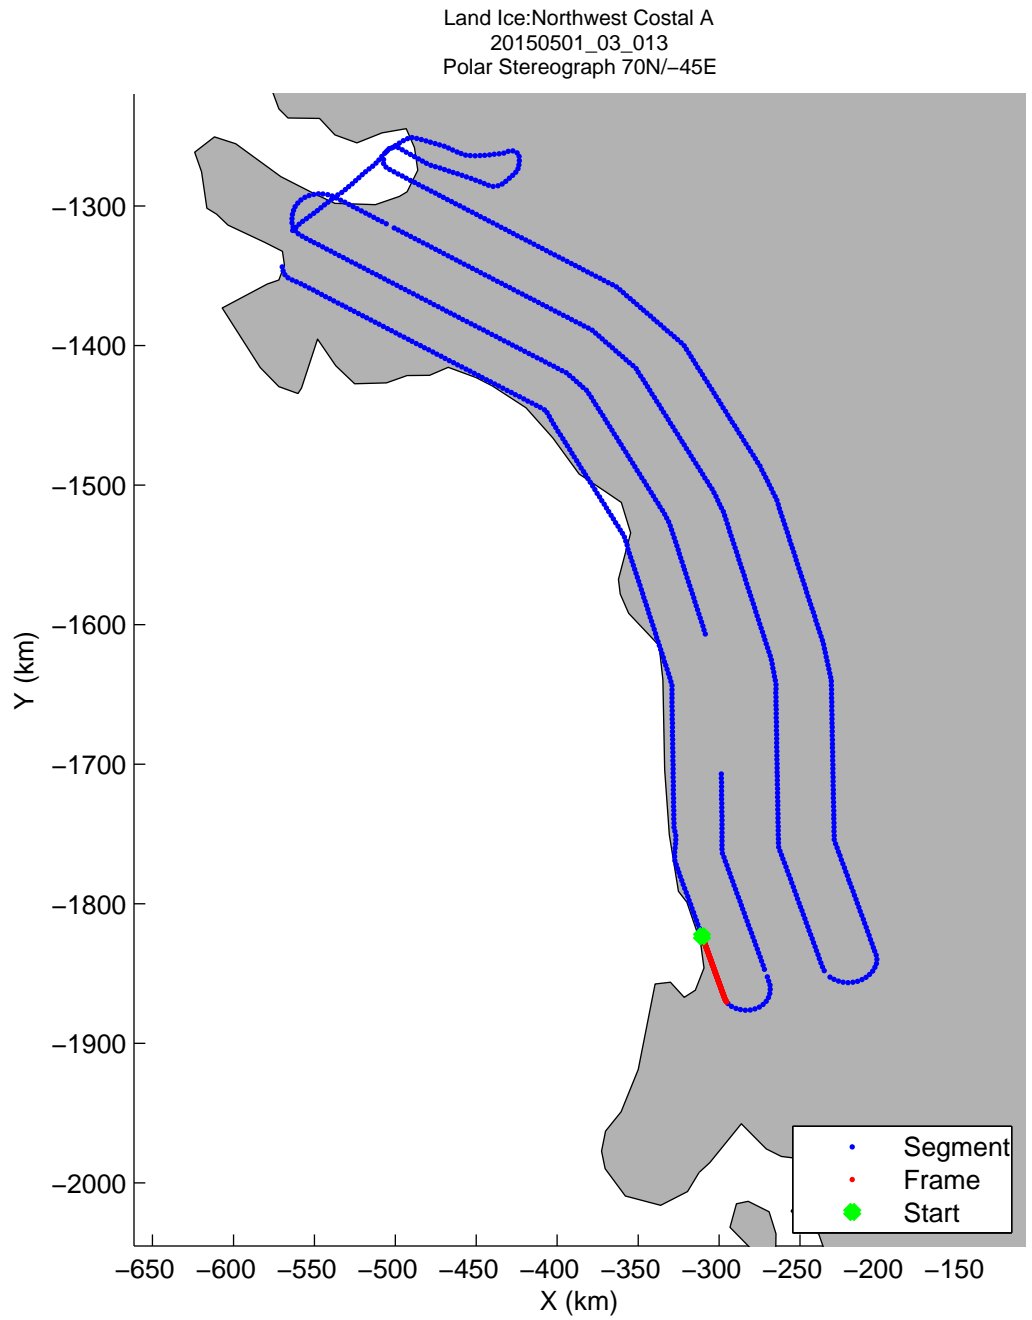 Land Ice:Northwest Costal A
20150501_03_013
Polar Stereograph 70N/−45E
−1300
−1400
−1500
−1600
−1700
−1800
−1900
−2000
Y (km)
Segment
Frame
Start
−650 −600 −550 −500 −450 −400 −350 −300 −250 −200 −150
X (km)